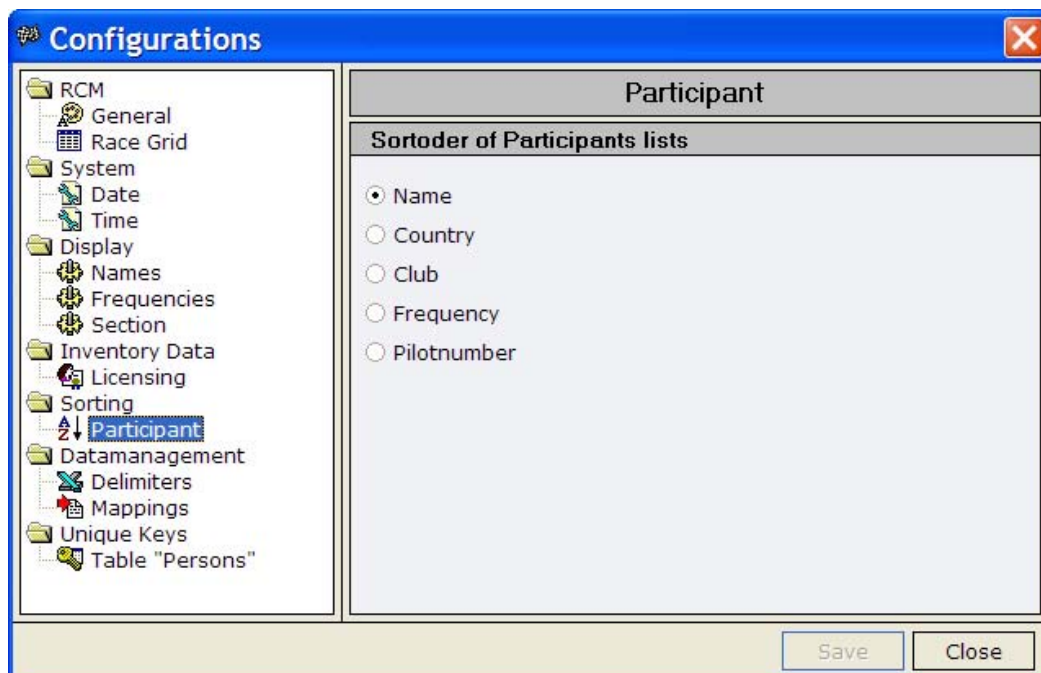 Configurations
RCM
General
Race Grid
System
Date
Time
Display
Names
Frequencies
Section
Inventory Data
Licensing
Sorting
Participant
Datamanagement
Delimiters
Mappings
Unique Keys
Table "Persons"
Participant
Sortoder of Participants lists
Name
Country
Club
Frequency
Pilotnumber
Save
Close